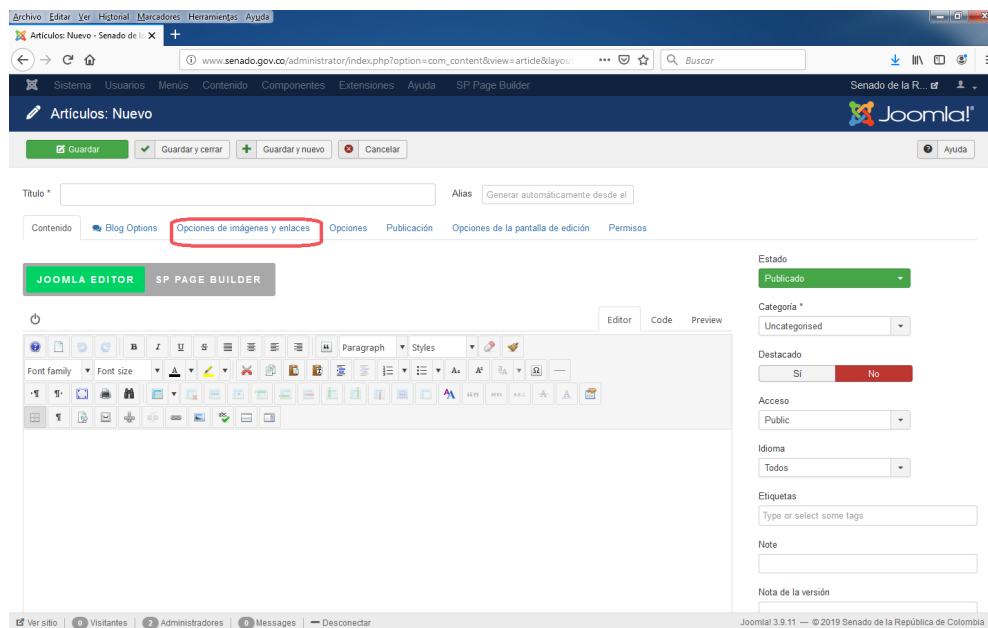 Archivo Editar Ver Historial Marcadores Herramientas Ayuda
Artículos: Nuevo - Senado de la
www.senado.gov.co/administrator/index.php?option=com_content&view=article&layou
Buscar
Sistema Usuarios Menús Contenido Componentes Extensiones Ayuda SP Page Builder Senado de la R...
Artículos: Nuevo Joomla!
Guardar Guardar y cerrar Guardar y nuevo Cancelar Ayuda
Título * Alias Generar automáticamente desde el
Contenido Blog Options Opciones de imágenes y enlaces Opciones Publicación Opciones de la pantalla de edición Permisos
JOOMLA EDITOR SP PAGE BUILDER
Editor Code Preview
Paragraph Styles
Font family Font size
Estado
Publicado
Categoría *
Uncategorised
Destacado
Sí No
Acceso
Public
Idioma
Todos
Etiquetas
Type or select some tags
Note
Nota de la versión
Ver sitio 0 Visitantes 2 Administradores 0 Messages Desconectar Joomla! 3.9.11 — © 2019 Senado de la República de Colombia